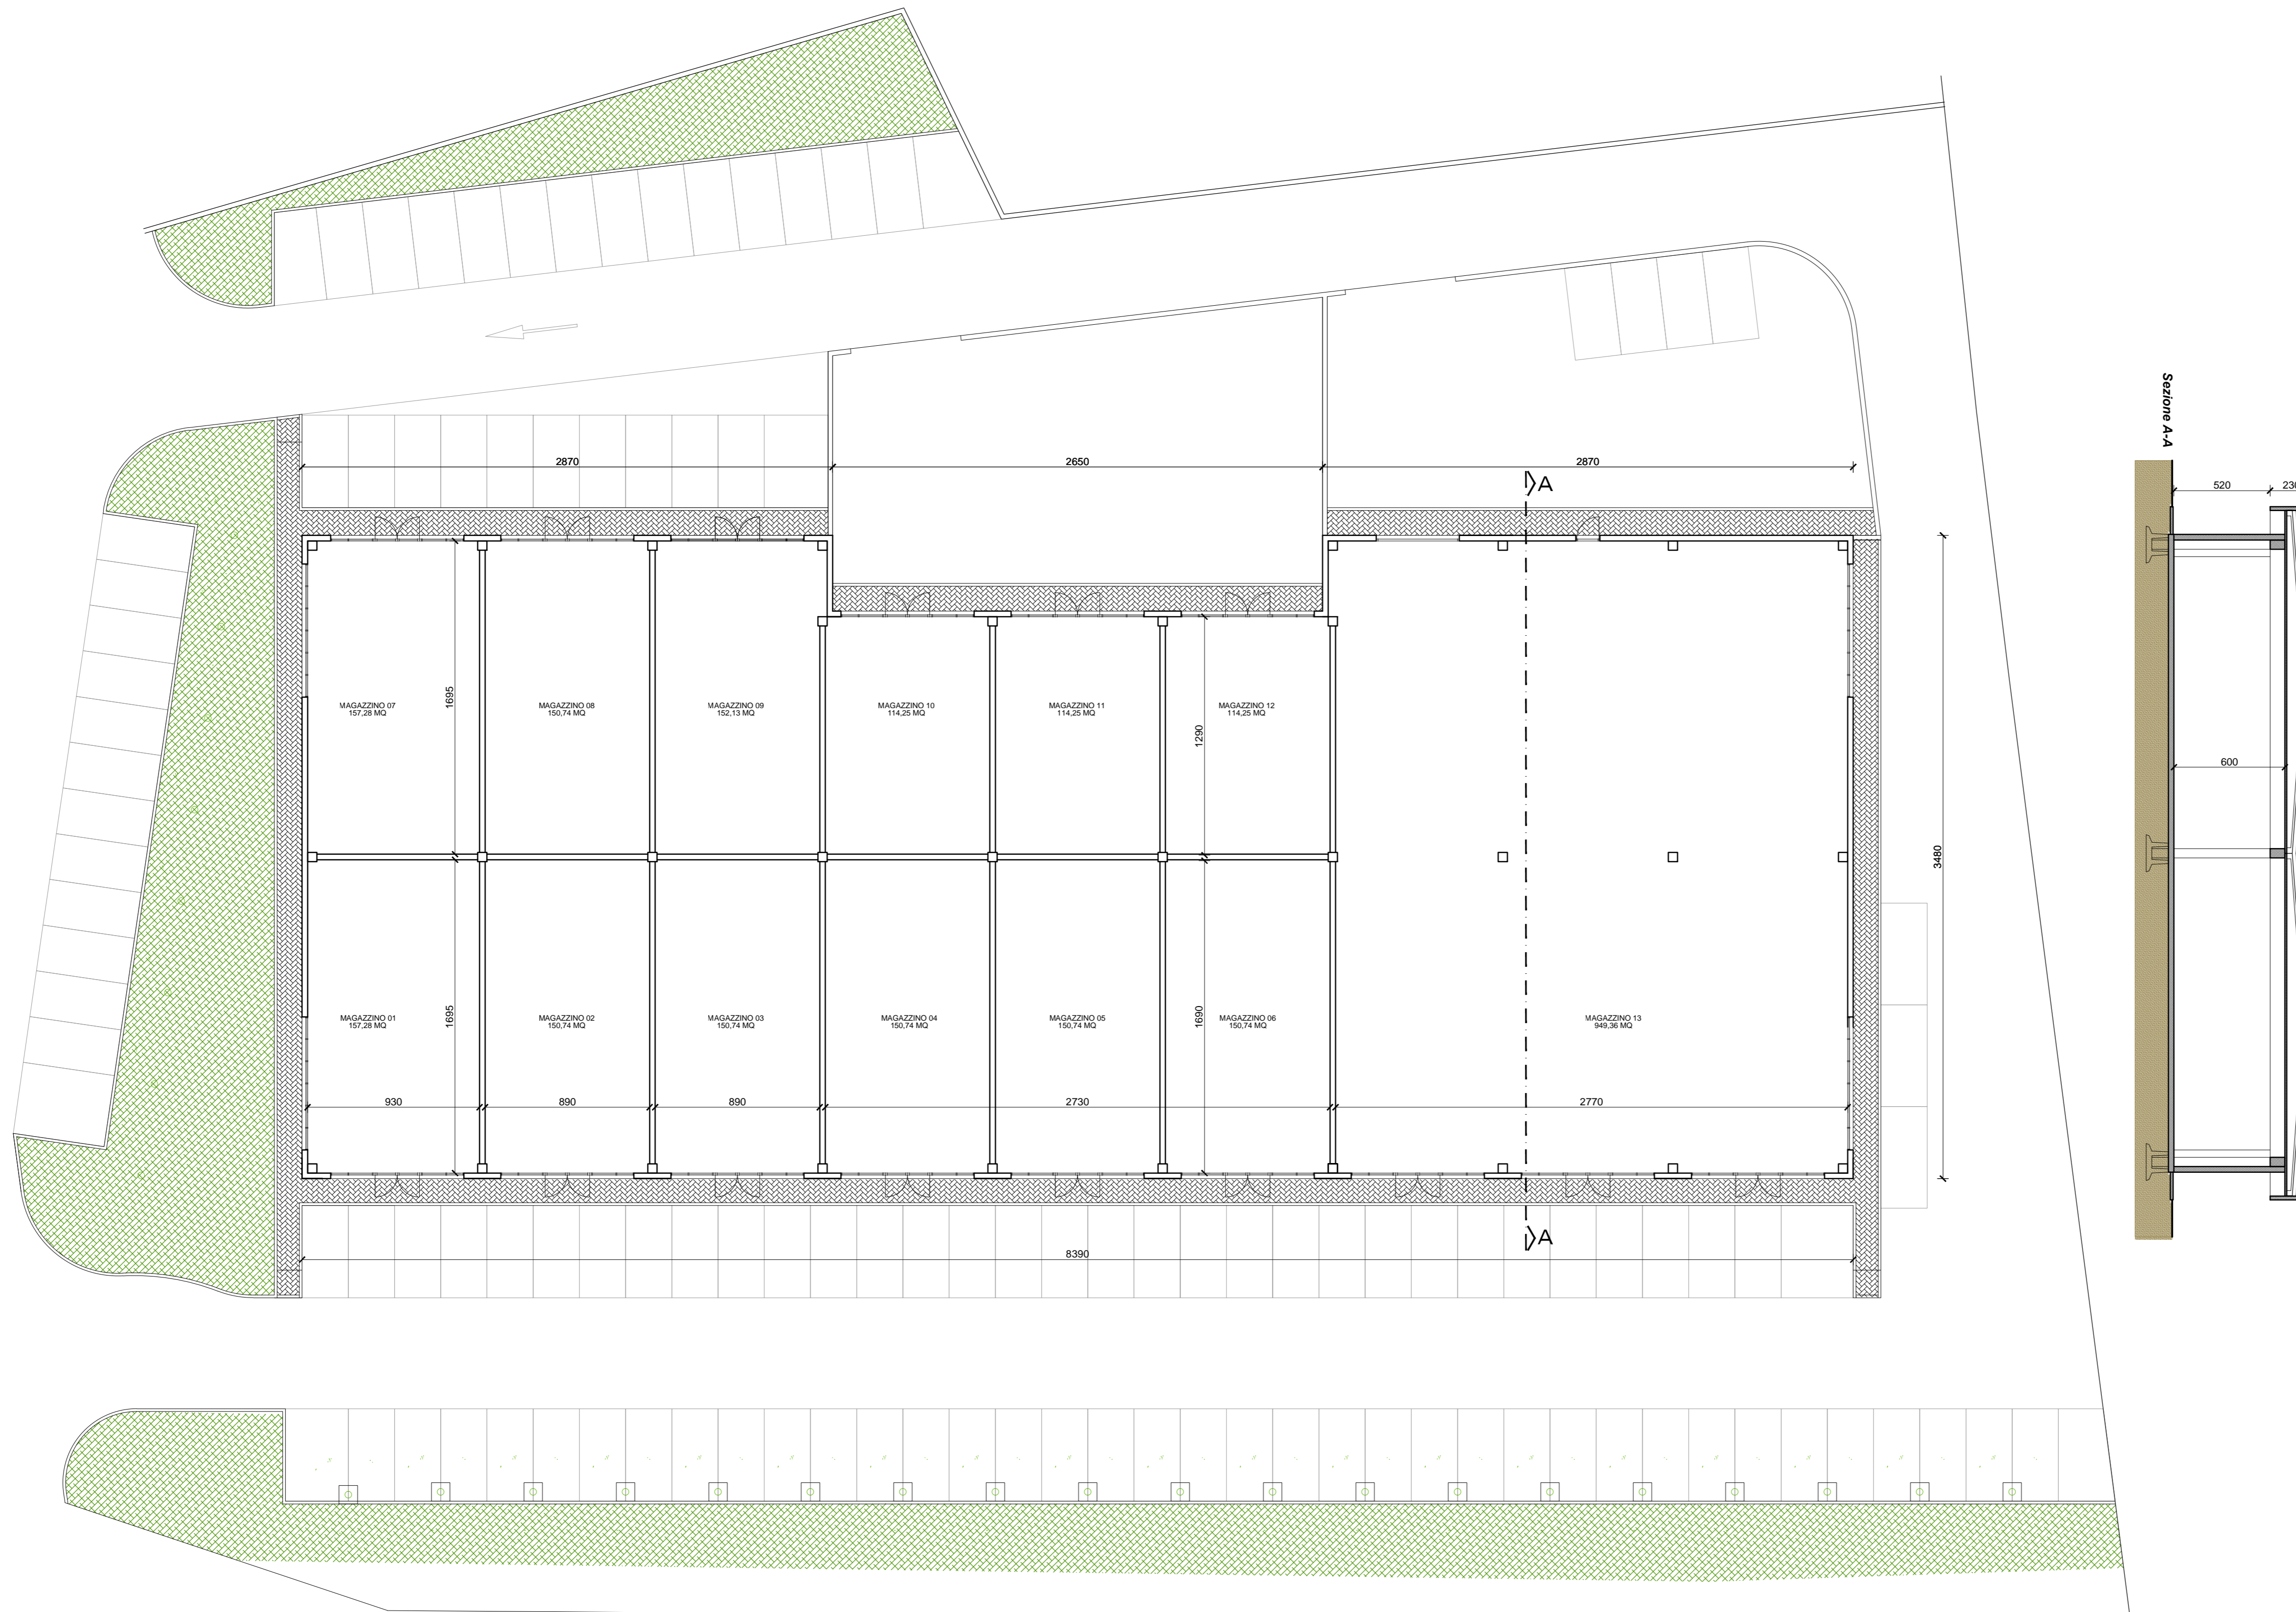 Sezione A-A
2870
2650
2870
A
520
230
1695
1290
600
3480
MAGAZZINO 07
157,28 MQ
MAGAZZINO 08
150,74 MQ
MAGAZZINO 09
152,13 MQ
MAGAZZINO 10
114,25 MQ
MAGAZZINO 11
114,25 MQ
MAGAZZINO 12
114,25 MQ
MAGAZZINO 01
157,28 MQ
1695
MAGAZZINO 02
150,74 MQ
MAGAZZINO 03
150,74 MQ
MAGAZZINO 04
150,74 MQ
MAGAZZINO 05
150,74 MQ
1690
MAGAZZINO 06
150,74 MQ
MAGAZZINO 13
949,36 MQ
930
890
890
2730
2770
A
8390